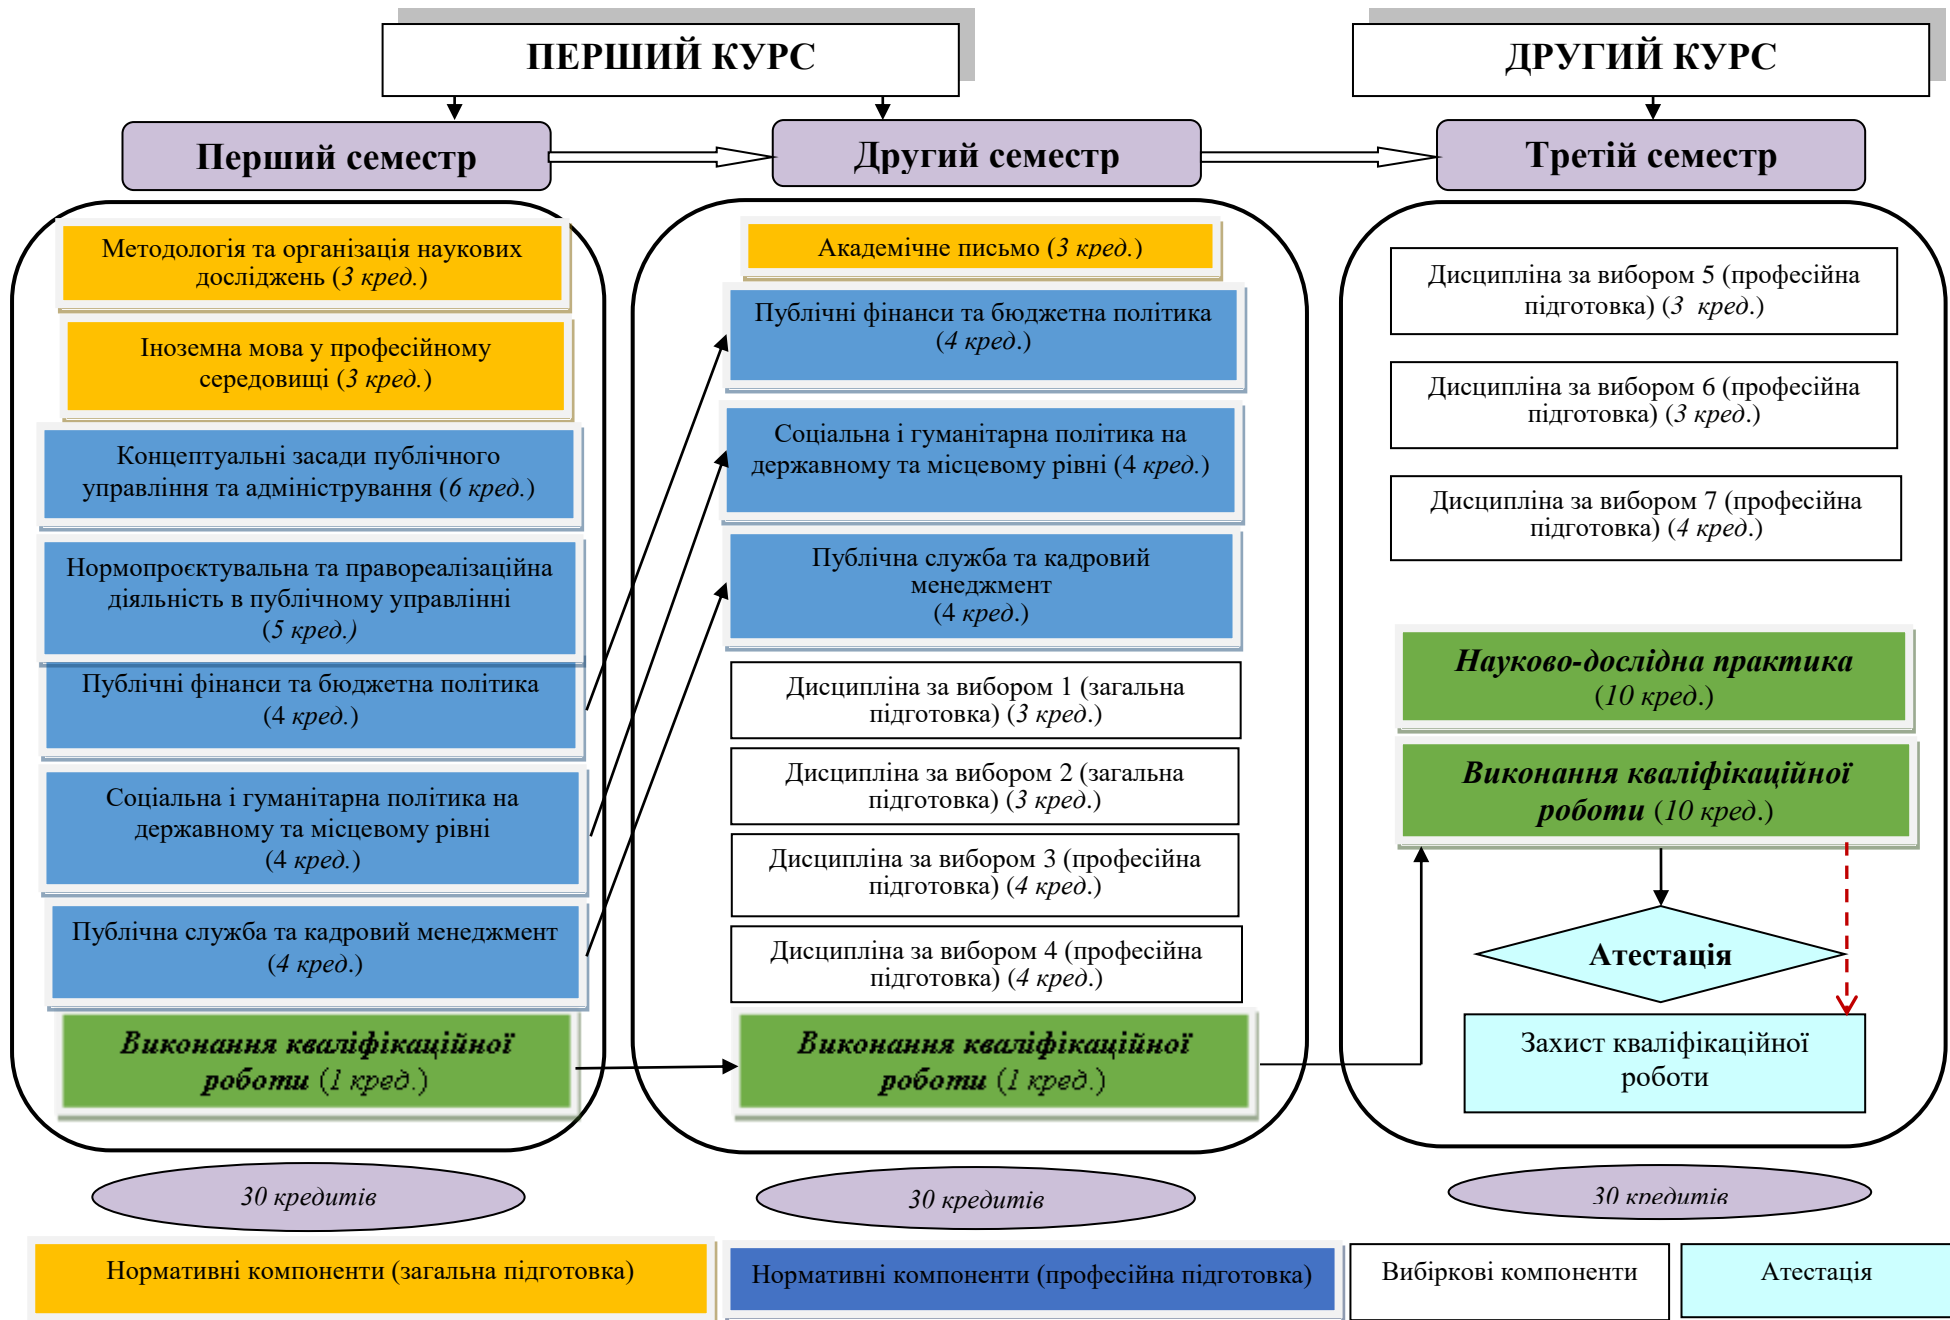 ПЕРШИЙ КУРС
ДРУГИЙ КУРС
Перший семестр
Другий семестр
Третій семестр
Методологія та організація наукових
досліджень (3 кред.)
Іноземна мова у професійному
середовищі (3 кред.)
Концептуальні засади публічного
управління та адміністрування (6 кред.)
Нормопроєктувальна та правореалізаційна
діяльність в публічному управлінні
(5 кред.)
Публічні фінанси та бюджетна політика
(4 кред.)
Соціальна і гуманітарна політика на
державному та місцевому рівні
(4 кред.)
Публічна служба та кадровий менеджмент
(4 кред.)
Виконання кваліфікаційної
роботи (1 кред.)
Академічне письмо (3 кред.)
Публічні фінанси та бюджетна політика
(4 кред.)
Соціальна і гуманітарна політика на
державному та місцевому рівні (4 кред.)
Публічна служба та кадровий
менеджмент
(4 кред.)
Дисципліна за вибором 1 (загальна
підготовка) (3 кред.)
Дисципліна за вибором 2 (загальна
підготовка) (3 кред.)
Дисципліна за вибором 3 (професійна
підготовка) (4 кред.)
Дисципліна за вибором 4 (професійна
підготовка) (4 кред.)
Виконання кваліфікаційної
роботи (1 кред.)
Дисципліна за вибором 5 (професійна
підготовка) (3 кред.)
Дисципліна за вибором 6 (професійна
підготовка) (3 кред.)
Дисципліна за вибором 7 (професійна
підготовка) (4 кред.)
Науково-дослідна практика
(10 кред.)
Виконання кваліфікаційної
роботи (10 кред.)
Атестація
Захист кваліфікаційної
роботи
30 кредитів
30 кредитів
30 кредитів
Нормативні компоненти (загальна підготовка)
Нормативні компоненти (професійна підготовка)
Вибіркові компоненти
Атестація